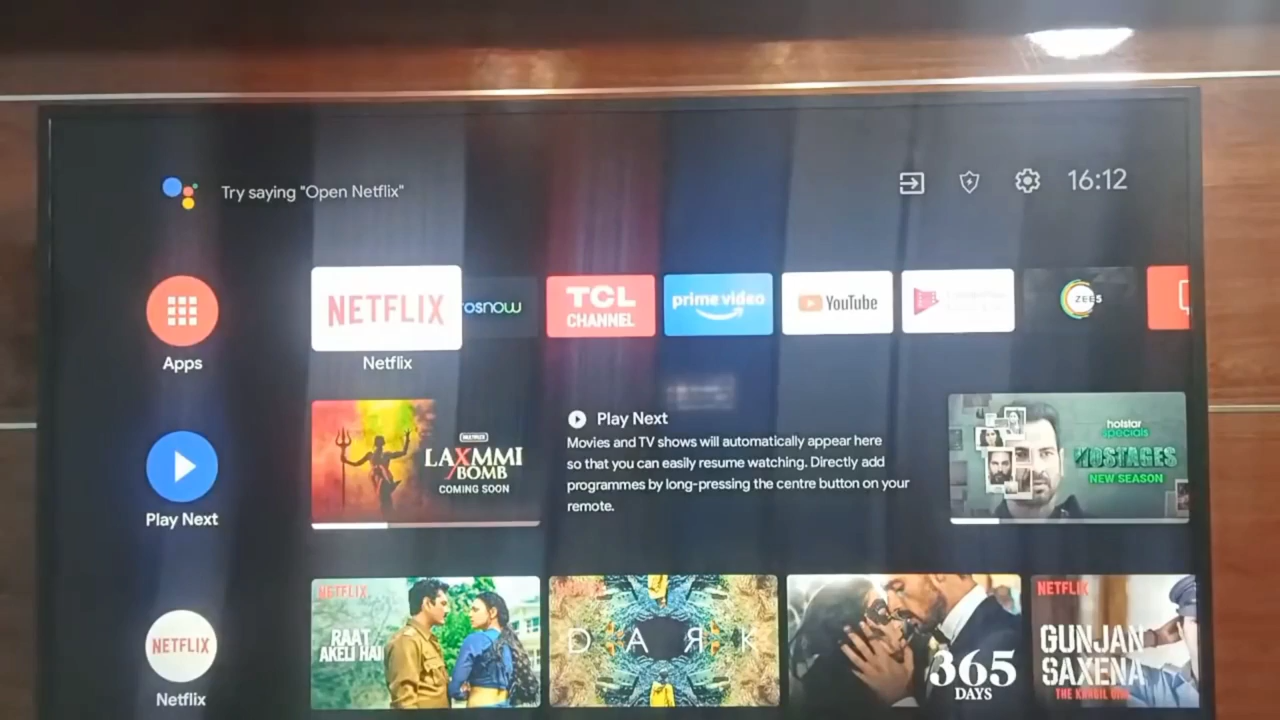 Try saying "Open Netflix"
16:12
NETFLIX
osnow
TCL
CHANNEL
prime video
YouTube
ZEE5
Apps
Netflix
Play Next
Movies and TV shows will automatically appear here
so that you can easily resume watching. Directly add
programmes by long-pressing the centre button on your
remote.
LAXMMI
BOMB
COMING SOON
hotstar
specials
HOSTAGES
NEW SEASON
Play Next
NETFLIX
RAAT
AKELI HAI
DARK
365
DAYS
NETFLIX
GUNJAN
SAXENA
THE KARGIL GIRL
NETFLIX
Netflix